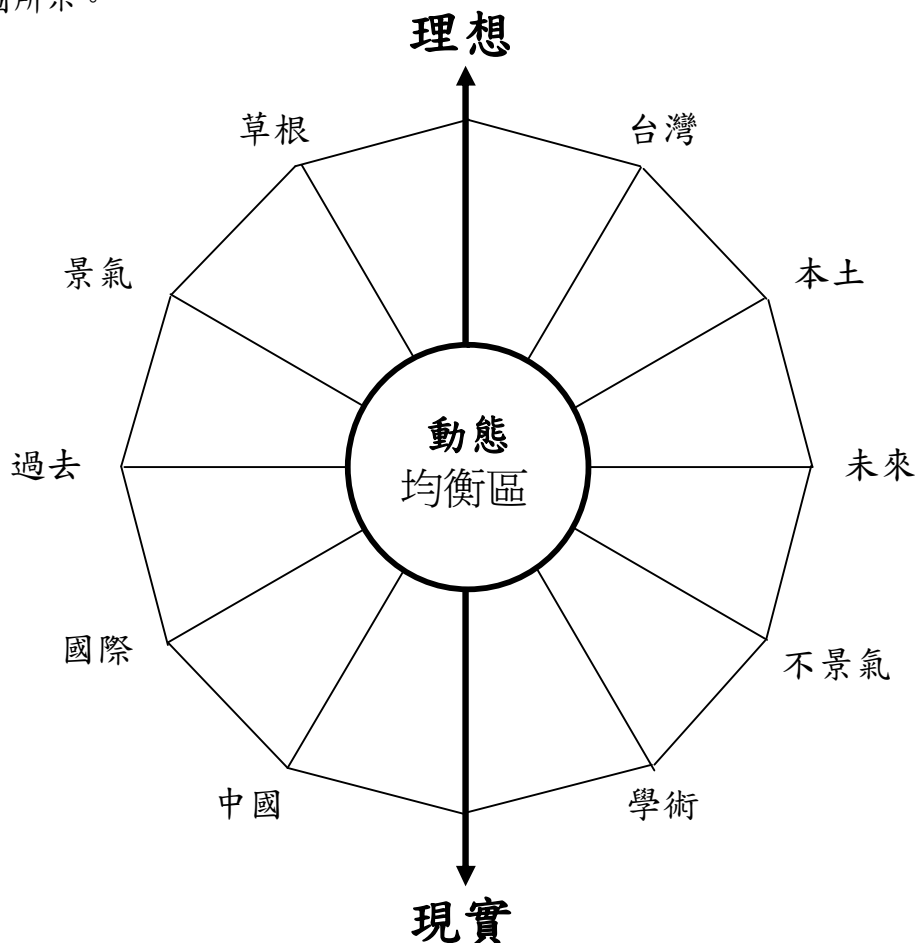 圖所示。
理想
草根
台灣
景氣
本土
動態
均衡區
過去
未來
國際
不景氣
中國
學術
現實